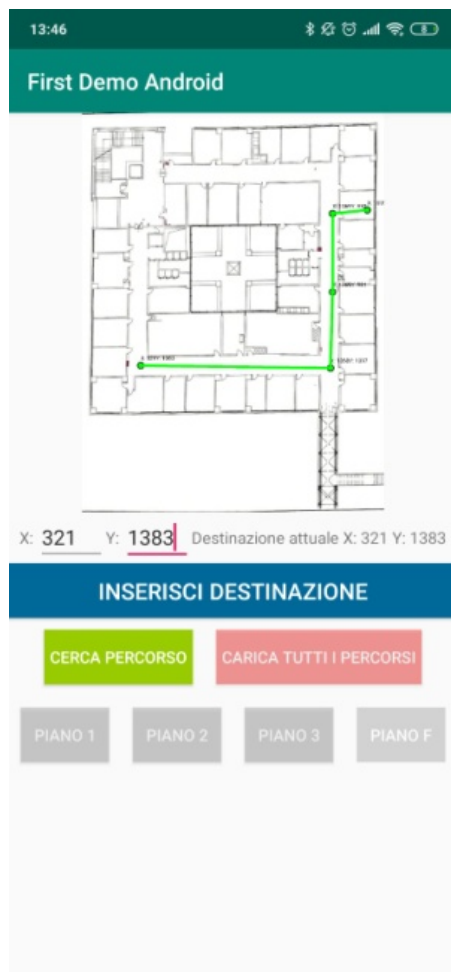 13:46
First Demo Android
X: 321 Y: 1383 Destinazione attuale X: 321 Y: 1383
INSERISCI DESTINAZIONE
CERCA PERCORSO CARICA TUTTI I PERCORSI
PIANO 1 PIANO 2 PIANO 3 PIANO F